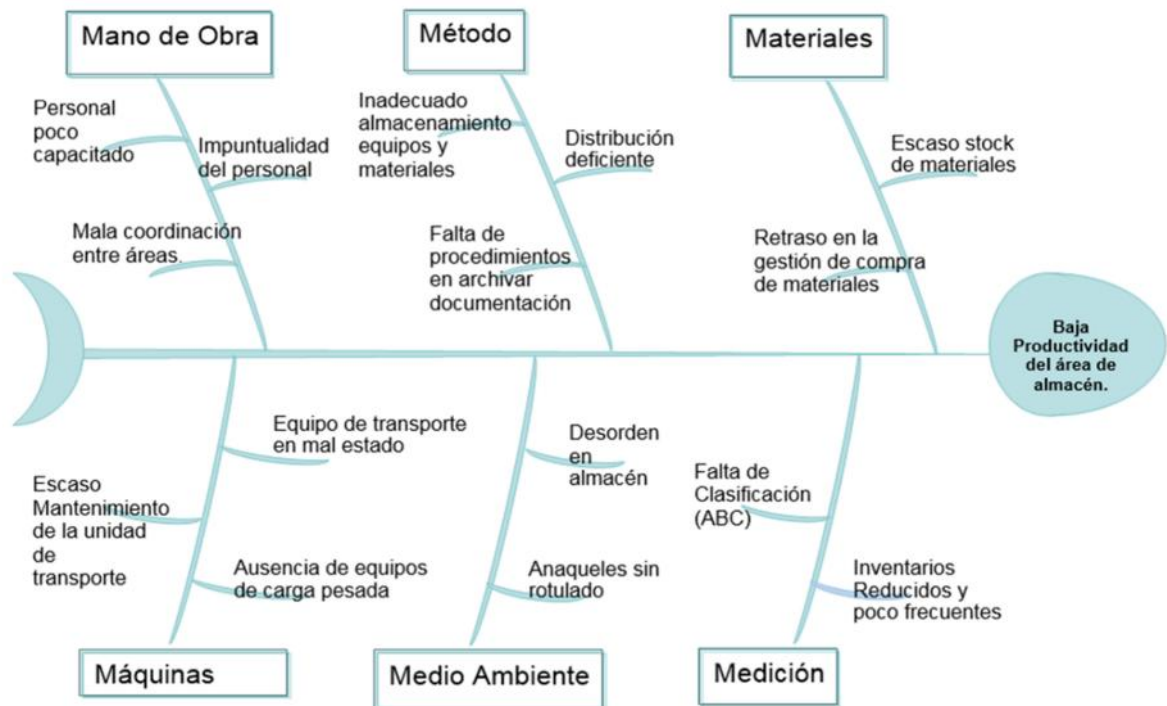 Mano de Obra
Método
Materiales
Personal
poco
capacitado
Impuntualidad
del personal
Mala coordinación
entre áreas.
Inadecuado
almacenamiento
equipos y
materiales
Distribución
deficiente
Falta de
procedimientos
en archivar
documentación
Escaso stock
de materiales
Retraso en la
gestión de compra
de materiales
Baja
Productividad
del área de
almacén.
Equipo de transporte
en mal estado
Escaso
Mantenimiento
de la unidad
de
transporte
Ausencia de equipos
de carga pesada
Desorden
en
almacén
Anaqueles sin
rotulado
Falta de
Clasificación
(ABC)
Inventarios
Reducidos y
poco frecuentes
Máquinas
Medio Ambiente
Medición